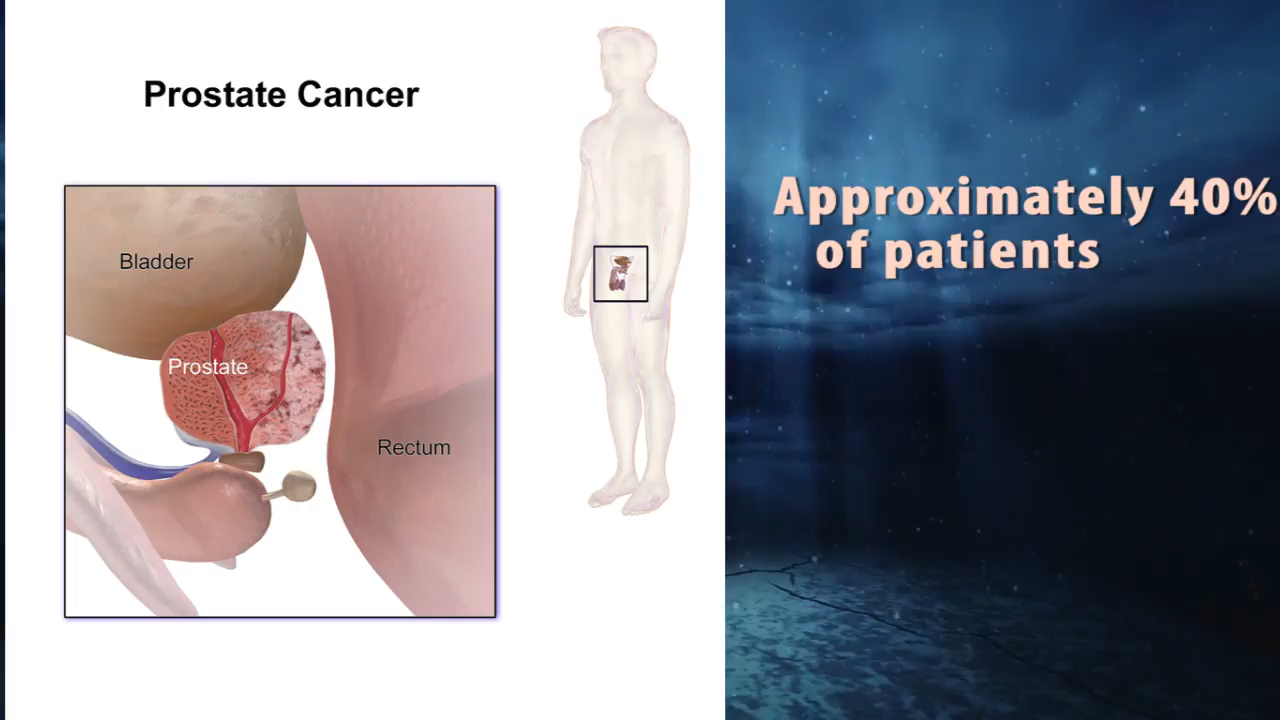 Prostate Cancer
Bladder
Prostate
Rectum
Approximately 40%
of patients